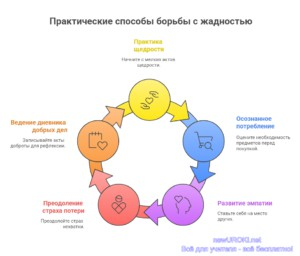 Практические способы борьбы с жадностью
Практика
щедрости
Начните с мелких актов
щедрости.
Ведение дневника
добрых дел
Записывайте акты
доброты для рефлексии.
Осознанное
потребление
Оцените необходимость
предметов перед
покупкой.
Преодоление
страха потери
Преодолейте страх
нехватки.
Развитие эмпатии
Ставьте себя на место
других.
newUROKI.net
Всё для учителя - всё бесплатно!